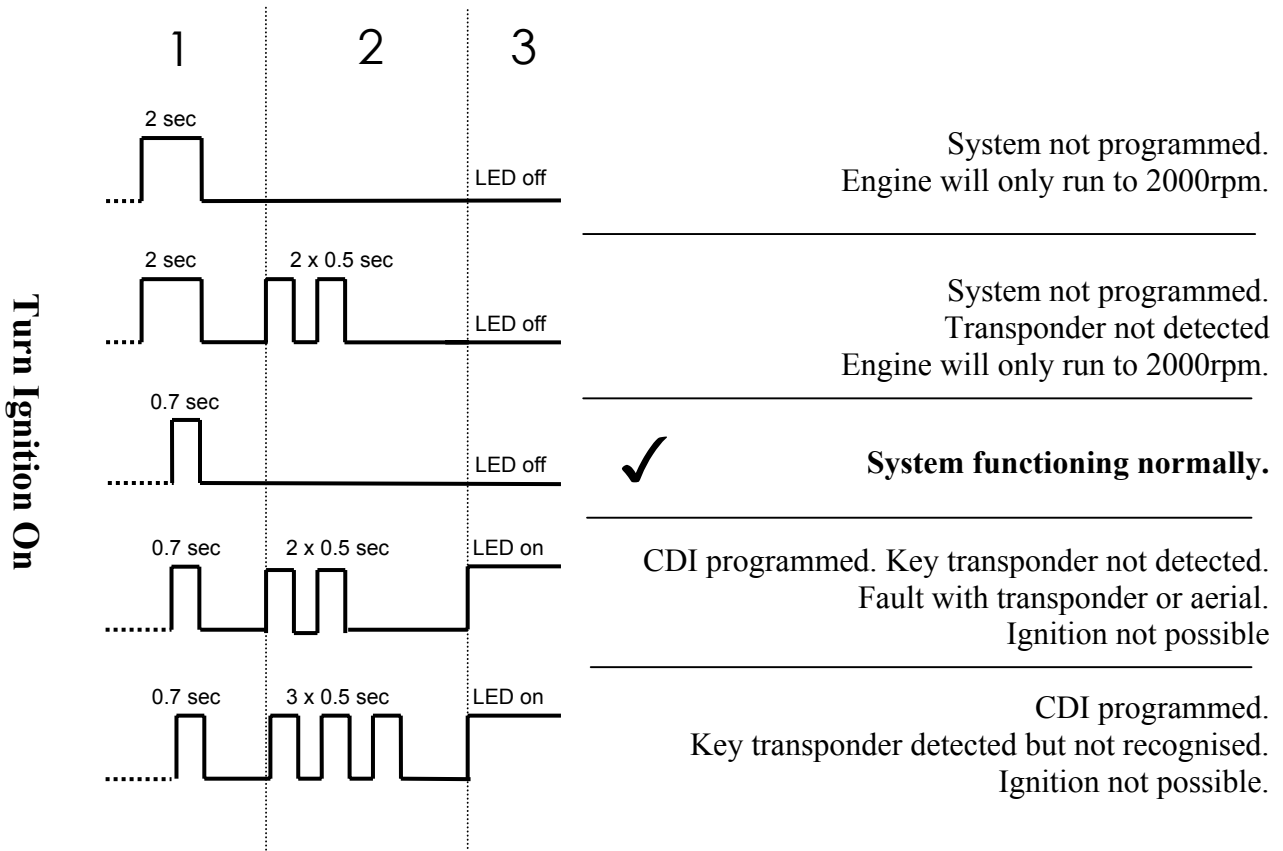 1 2 3
Turn Ignition On
2 sec
LED off
System not programmed.
Engine will only run to 2000rpm.
2 sec 2 x 0.5 sec
LED off
System not programmed.
Transponder not detected
Engine will only run to 2000rpm.
0.7 sec
LED off
✓ System functioning normally.
0.7 sec 2 x 0.5 sec LED on
CDI programmed. Key transponder not detected.
Fault with transponder or aerial.
Ignition not possible
0.7 sec 3 x 0.5 sec LED on
CDI programmed.
Key transponder detected but not recognised.
Ignition not possible.